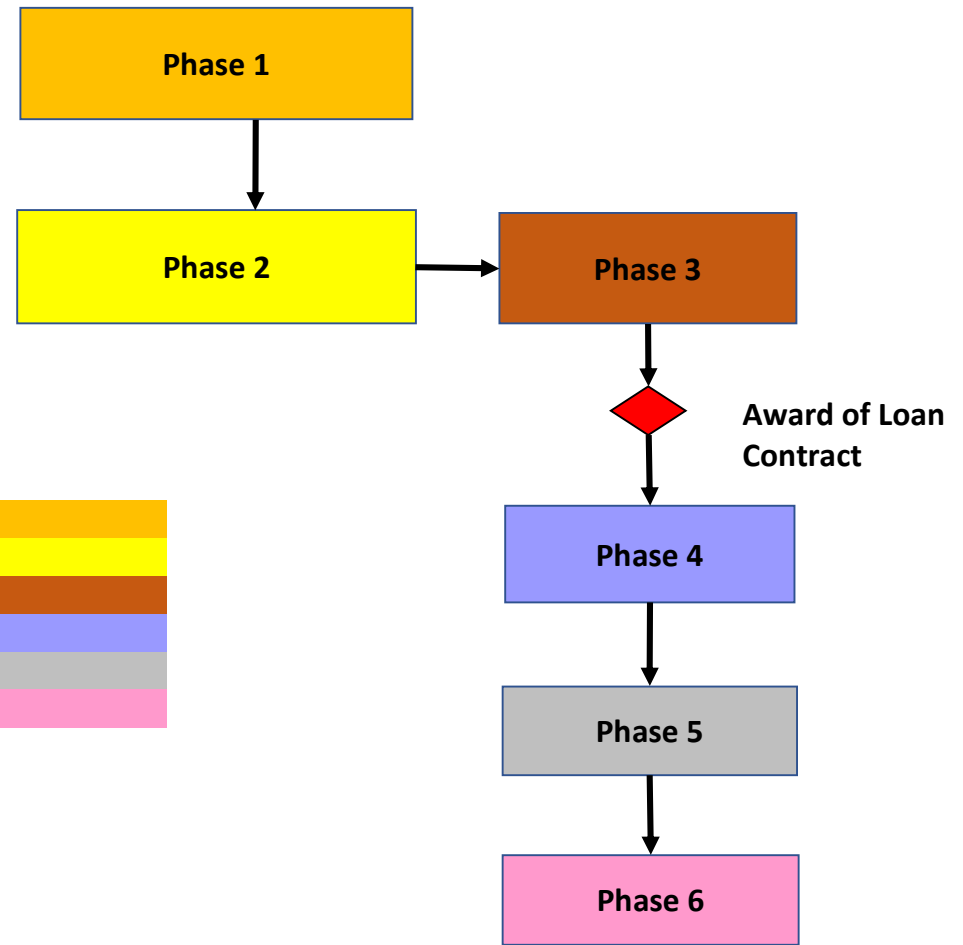 Phase 1
Phase 2
Phase 3
Award of Loan
Contract
Phase 4
Phase 5
Phase 6